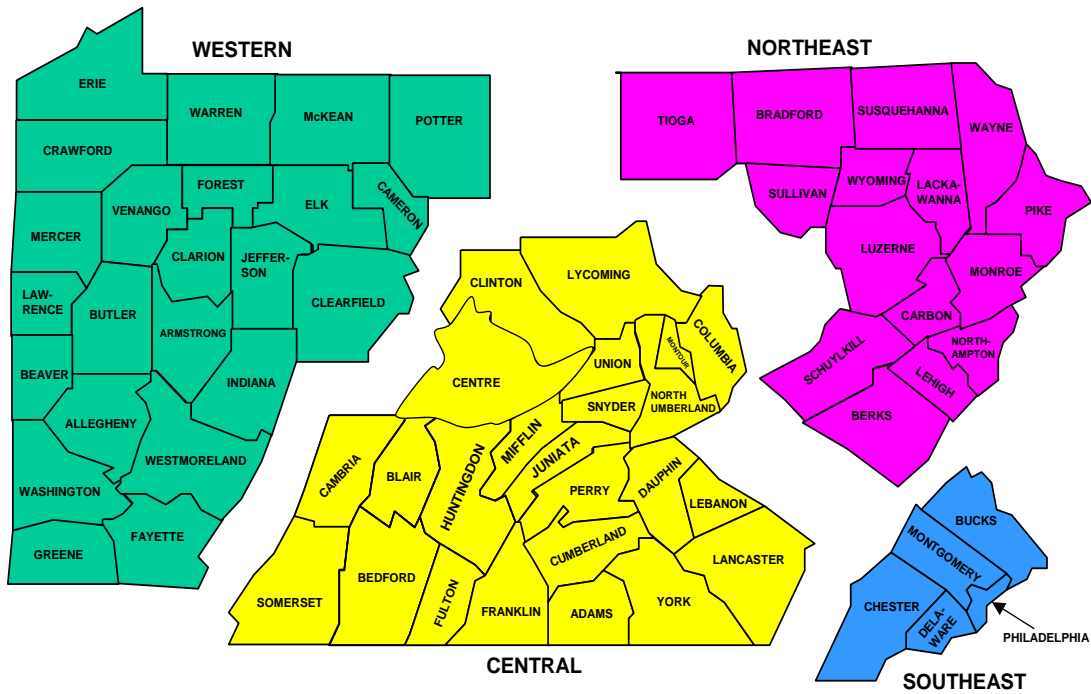 WESTERN
ERIE
WARREN
McKEAN
POTTER
CRAWFORD
FOREST
CAMERON
VENANGO
ELK
MERCER
CLARION
JEFFER-
SON
LAW-
RENCE
BUTLER
CLEARFIELD
ARMSTRONG
BEAVER
INDIANA
ALLEGHENY
WESTMORELAND
WASHINGTON
FAYETTE
GREENE
NORTHEAST
TIOGA
BRADFORD
SUSQUEHANNA
WAYNE
SULLIVAN
WYOMING
LACKA-
WANNA
PIKE
LUZERNE
MONROE
CARBON
SCHUYLKILL
NORTH-
AMPTON
LEHIGH
BERKS
CLINTON
LYCOMING
COLUMBIA
MONTOUR
UNION
CENTRE
NORTH
UMBERLAND
SNYDER
MIFFLIN
JUNIATA
CAMBRIA
BLAIR
HUNTINGDON
PERRY
DAUPHIN
LEBANON
CUMBERLAND
LANCASTER
BEDFORD
SOMERSET
FULTON
FRANKLIN
ADAMS
YORK
CENTRAL
BUCKS
MONTGOMERY
CHESTER
DELA-
WARE
PHILADELPHIA
SOUTHEAST